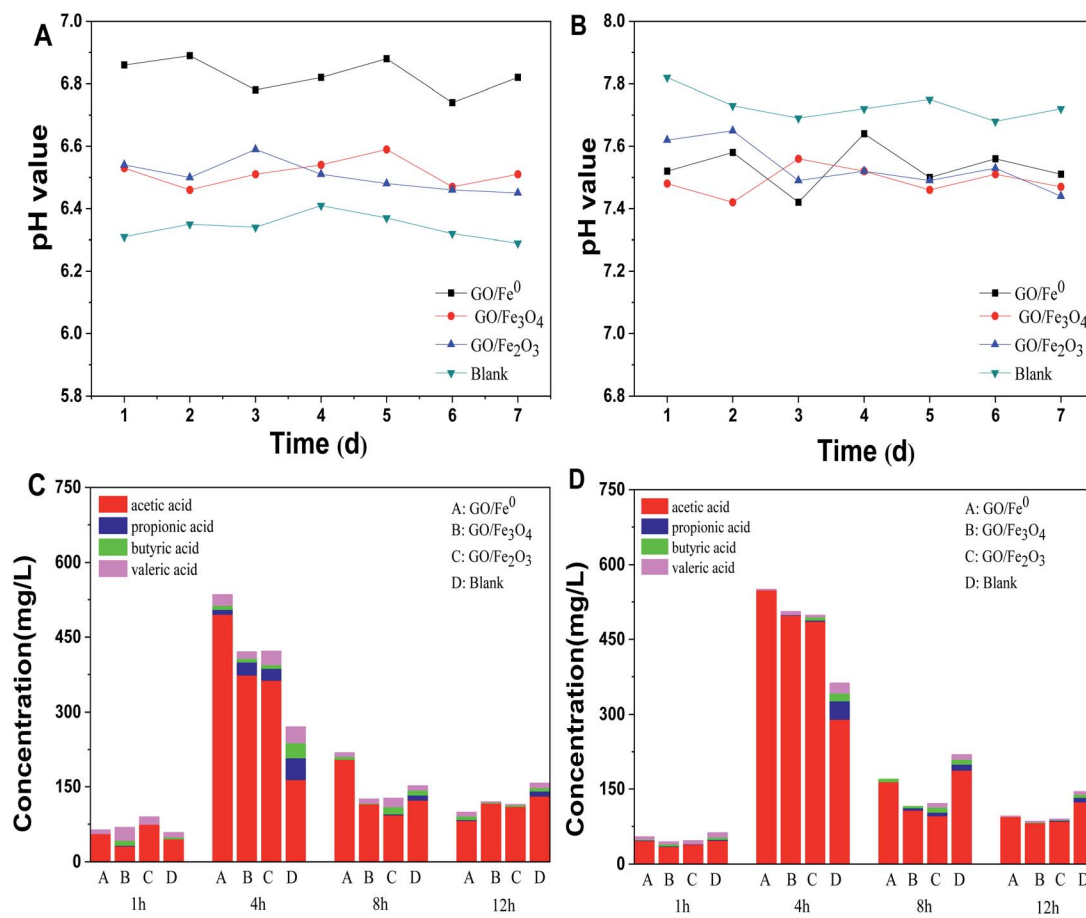 A
pH value
7.0
6.8
6.6
6.4
6.2
6.0
5.8
GO/Fe⁰
GO/Fe₃O₄
GO/Fe₂O₃
Blank
1 2 3 4 5 6 7
Time (d)
B
pH value
8.0
7.8
7.6
7.4
7.2
7.0
6.8
GO/Fe⁰
GO/Fe₃O₄
GO/Fe₂O₃
Blank
1 2 3 4 5 6 7
Time (d)
C
Concentration(mg/L)
750
600
450
300
150
0
acetic acid
propionic acid
butyric acid
valeric acid
A: GO/Fe⁰
B: GO/Fe₃O₄
C: GO/Fe₂O₃
D: Blank
A B C D A B C D A B C D A B C D
1h 4h 8h 12h
D
Concentration(mg/L)
750
600
450
300
150
0
acetic acid
propionic acid
butyric acid
valeric acid
A: GO/Fe⁰
B: GO/Fe₃O₄
C: GO/Fe₂O₃
D: Blank
A B C D A B C D A B C D A B C D
1h 4h 8h 12h